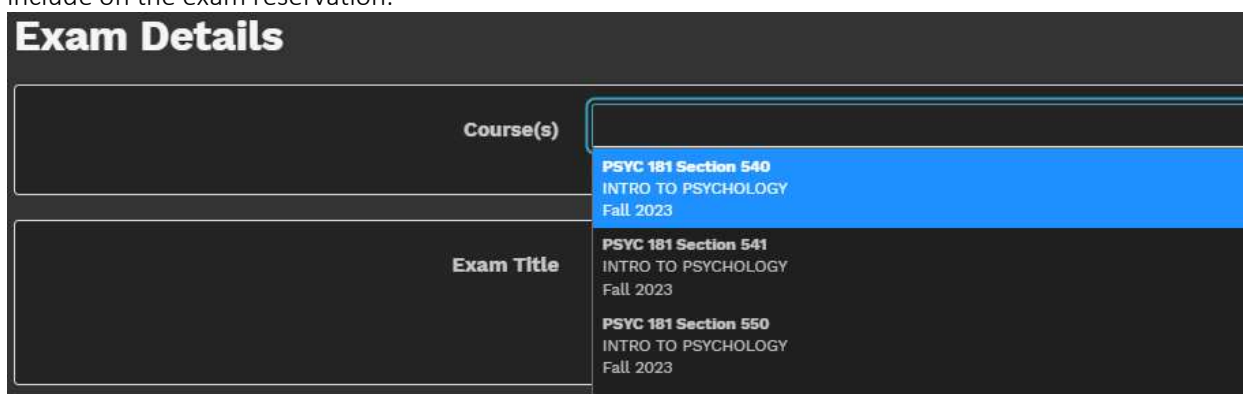 include on the exam reservation.
Exam Details
Course(s)
PSYC 181 Section 540
INTRO TO PSYCHOLOGY
Fall 2023
Exam Title
PSYC 181 Section 541
INTRO TO PSYCHOLOGY
Fall 2023
PSYC 181 Section 550
INTRO TO PSYCHOLOGY
Fall 2023